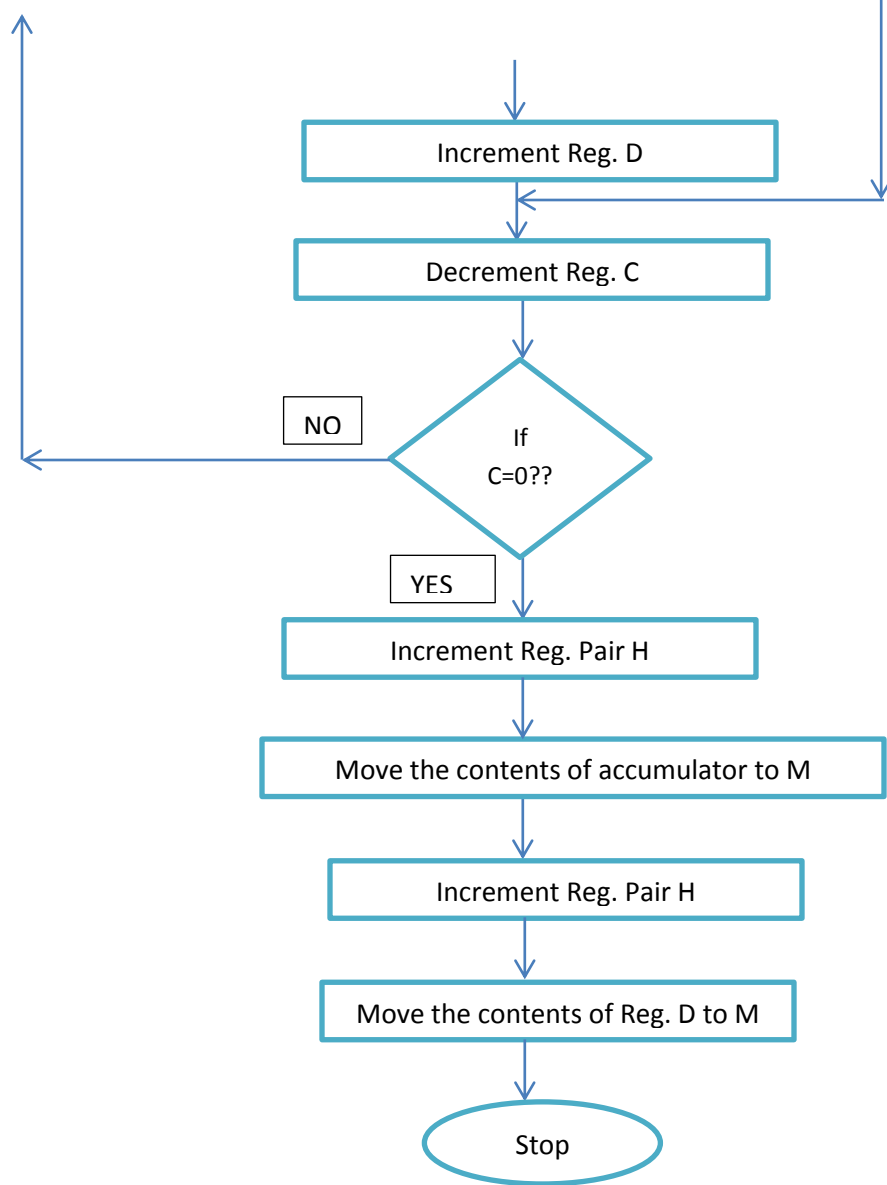 Increment Reg. D
Decrement Reg. C
NO
If
C=0??
YES
Increment Reg. Pair H
Move the contents of accumulator to M
Increment Reg. Pair H
Move the contents of Reg. D to M
Stop